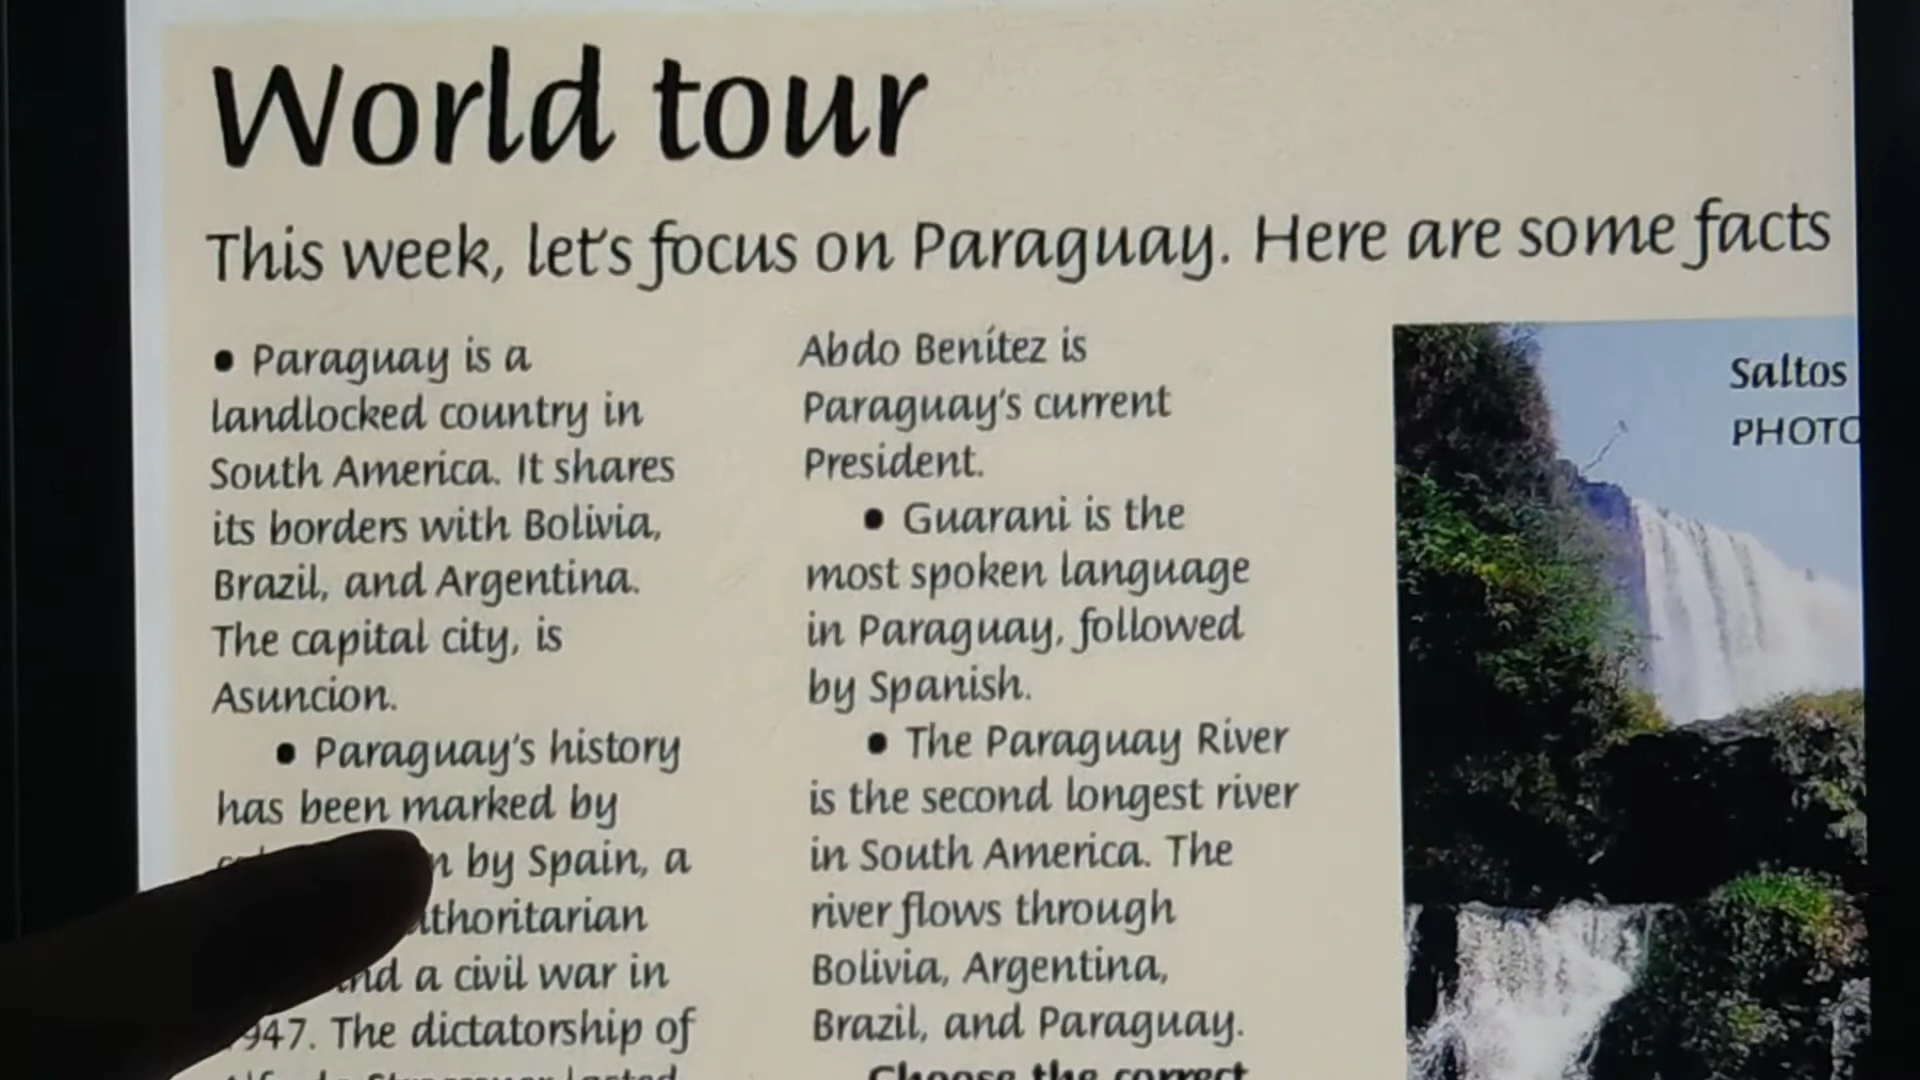 World tour
This week, let's focus on Paraguay. Here are some facts
• Paraguay is a
landlocked country in
South America. It shares
its borders with Bolivia,
Brazil, and Argentina.
The capital city, is
Asuncion.
• Paraguay's history
has been marked by
by Spain, a
and a civil war in
The dictatorship of
Abdo Benítez is
Paraguay's current
President.
• Guarani is the
most spoken language
in Paraguay, followed
by Spanish.
• The Paraguay River
is the second longest river
in South America. The
river flows through
Bolivia, Argentina,
Brazil, and Paraguay.
Choose the correct
Saltos